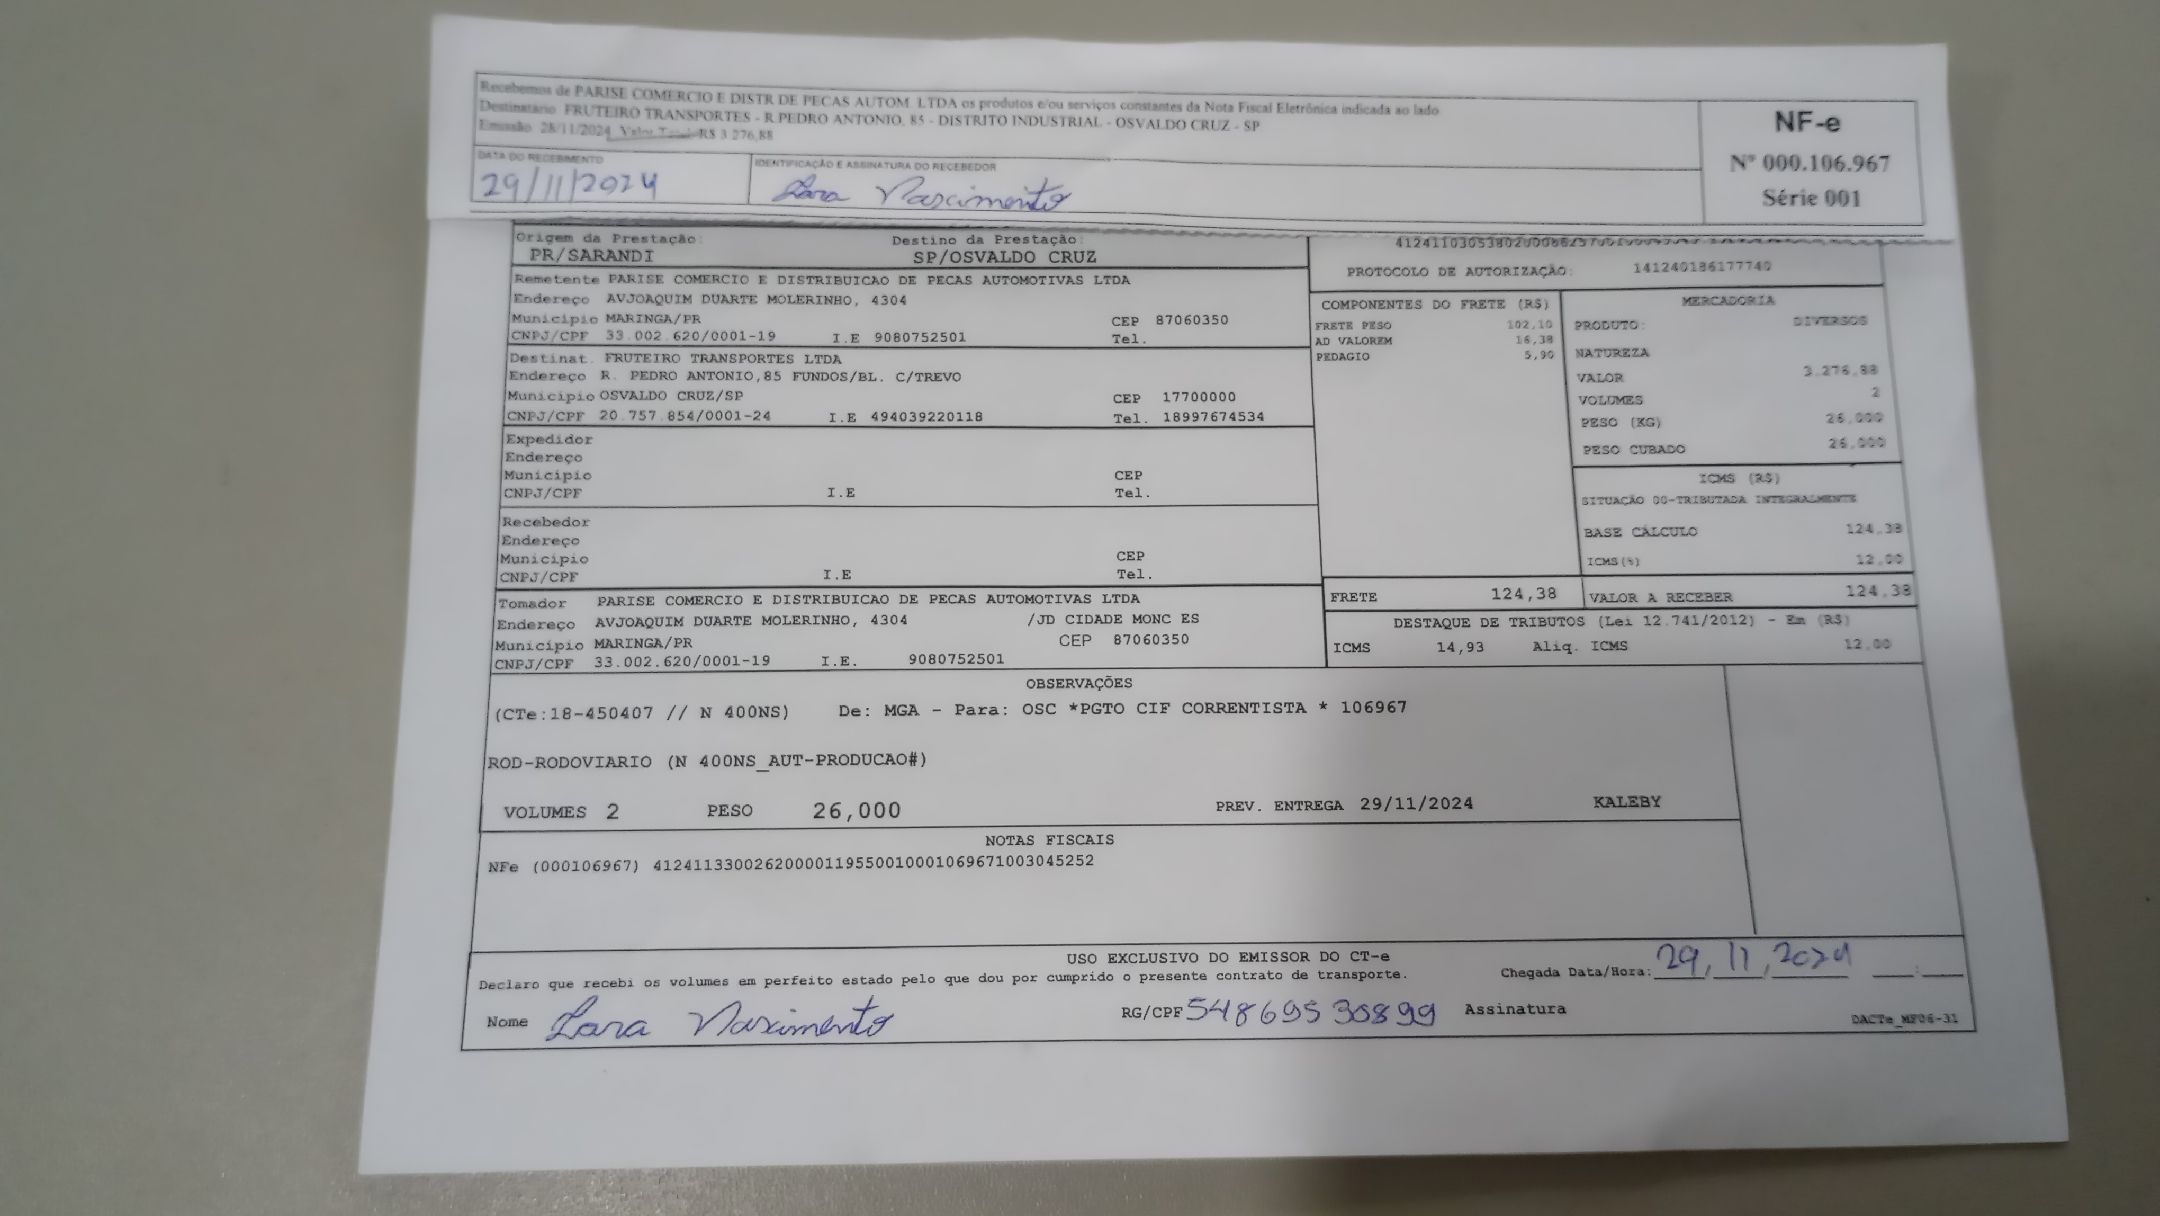 Recebemos de PARISE COMERCIO E DISTR DE PECAS AUTOM. LTDA os produtos e/ou serviços constantes da Nota Fiscal Eletrônica indicada ao lado
Destinatário FRUTEIRO TRANSPORTES - R PEDRO ANTONIO, 85 - DISTRITO INDUSTRIAL - OSVALDO CRUZ - SP
Emissão 28/11/2024 Valor Total R$ 3 276,88
NF-e
Nº 000.106.967
Série 001
DATA DO RECEBIMENTO IDENTIFICAÇÃO E ASSINATURA DO RECEBEDOR
29/11/2024 Lara Nascimento
Origem da Prestação: Destino da Prestação:
PR/SARANDI SP/OSVALDO CRUZ
PROTOCOLO DE AUTORIZAÇÃO: 141240186177740
Remetente PARISE COMERCIO E DISTRIBUICAO DE PECAS AUTOMOTIVAS LTDA
Endereço AVJOAQUIM DUARTE MOLERINHO, 4304
Município MARINGA/PR CEP 87060350
CNPJ/CPF 33.002.620/0001-19 I.E 9080752501 Tel.
Destinat. FRUTEIRO TRANSPORTES LTDA
Endereço R. PEDRO ANTONIO,85 FUNDOS/BL. C/TREVO
Município OSVALDO CRUZ/SP CEP 17700000
CNPJ/CPF 20.757.854/0001-24 I.E 494039220118 Tel. 18997674534
Expedidor
Endereço
Município CEP
CNPJ/CPF I.E Tel.
Recebedor
Endereço
Município CEP
CNPJ/CPF I.E Tel.
Tomador PARISE COMERCIO E DISTRIBUICAO DE PECAS AUTOMOTIVAS LTDA
Endereço AVJOAQUIM DUARTE MOLERINHO, 4304 /JD CIDADE MONC ES
Município MARINGA/PR CEP 87060350
CNPJ/CPF 33.002.620/0001-19 I.E. 9080752501
COMPONENTES DO FRETE (R$)
FRETE PESO 102,10
AD VALOREM 16,38
PEDAGIO 5,90
MERCADORIA
PRODUTO: DIVERSOS
NATUREZA
VALOR 3.276,88
VOLUMES 2
PESO (KG) 26,000
PESO CUBADO 26,000
ICMS (R$)
SITUAÇÃO 00-TRIBUTADA INTEGRALMENTE
BASE CÁLCULO 124,38
ICMS(%) 12,00
FRETE 124,38 VALOR A RECEBER 124,38
DESTAQUE DE TRIBUTOS (Lei 12.741/2012) - Em (R$)
ICMS 14,93 Aliq. ICMS 12,00
OBSERVAÇÕES
(CTe:18-450407 // N 400NS) De: MGA - Para: OSC *PGTO CIF CORRENTISTA * 106967
ROD-RODOVIARIO (N 400NS_AUT-PRODUCAO#)
VOLUMES 2 PESO 26,000 PREV. ENTREGA 29/11/2024 KALEBY
NOTAS FISCAIS
NFe (000106967) 41241133002620000119550010001069671003045252
USO EXCLUSIVO DO EMISSOR DO CT-e
Declaro que recebi os volumes em perfeito estado pelo que dou por cumprido o presente contrato de transporte. Chegada Data/Hora: 29/11/2024 __:__
Nome Lara Nascimento RG/CPF 54869530899 Assinatura
DACTe_MF06-31